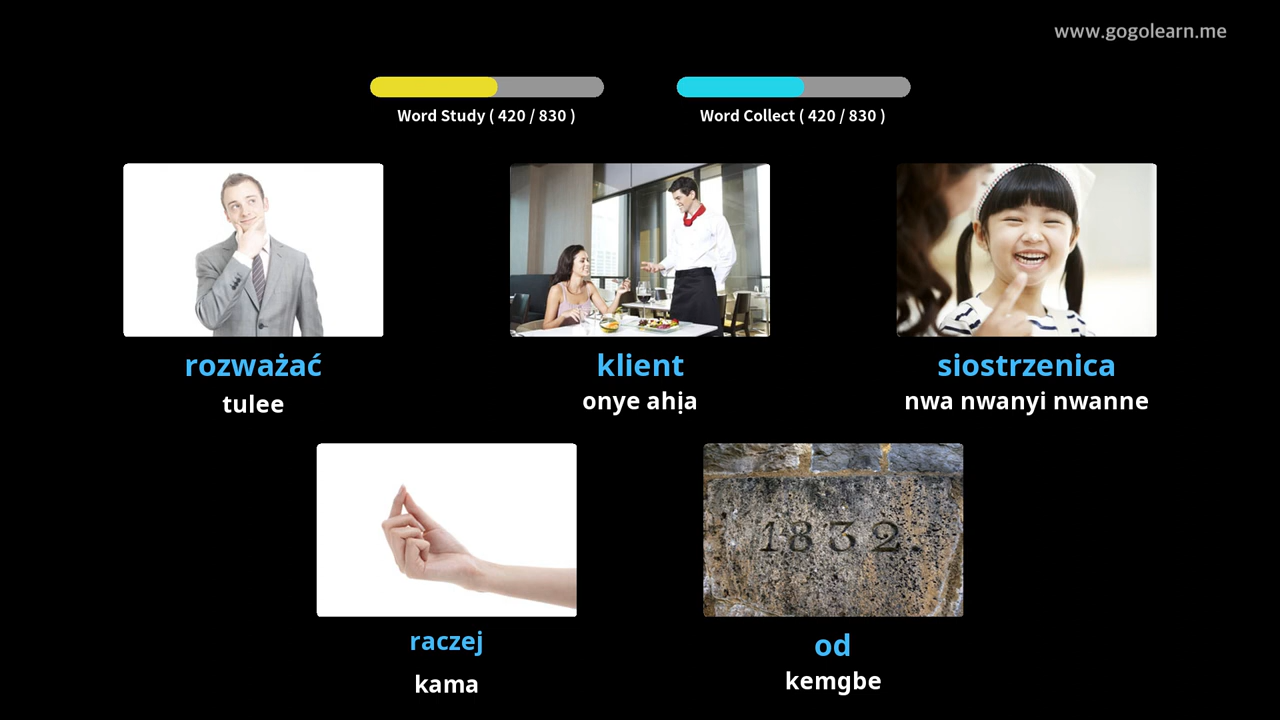 www.gogolearn.me
Word Study ( 420 / 830 )
Word Collect ( 420 / 830 )
rozważać
tulee
klient
onye ahịa
siostrzenica
nwa nwanyi nwanne
raczej
kama
1832.
od
kemgbe